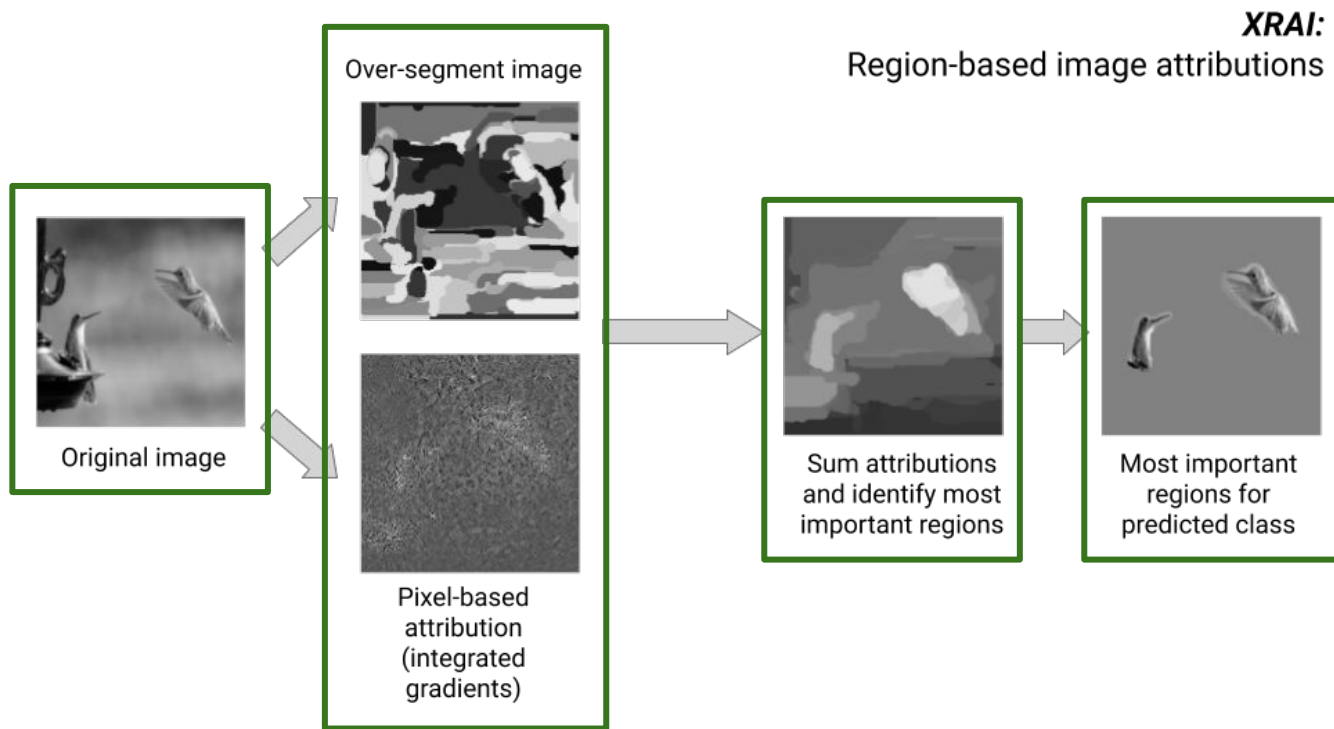 XRAI:
Region-based image attributions
Over-segment image
Original image
Pixel-based
attribution
(integrated
gradients)
Sum attributions
and identify most
important regions
Most important
regions for
predicted class